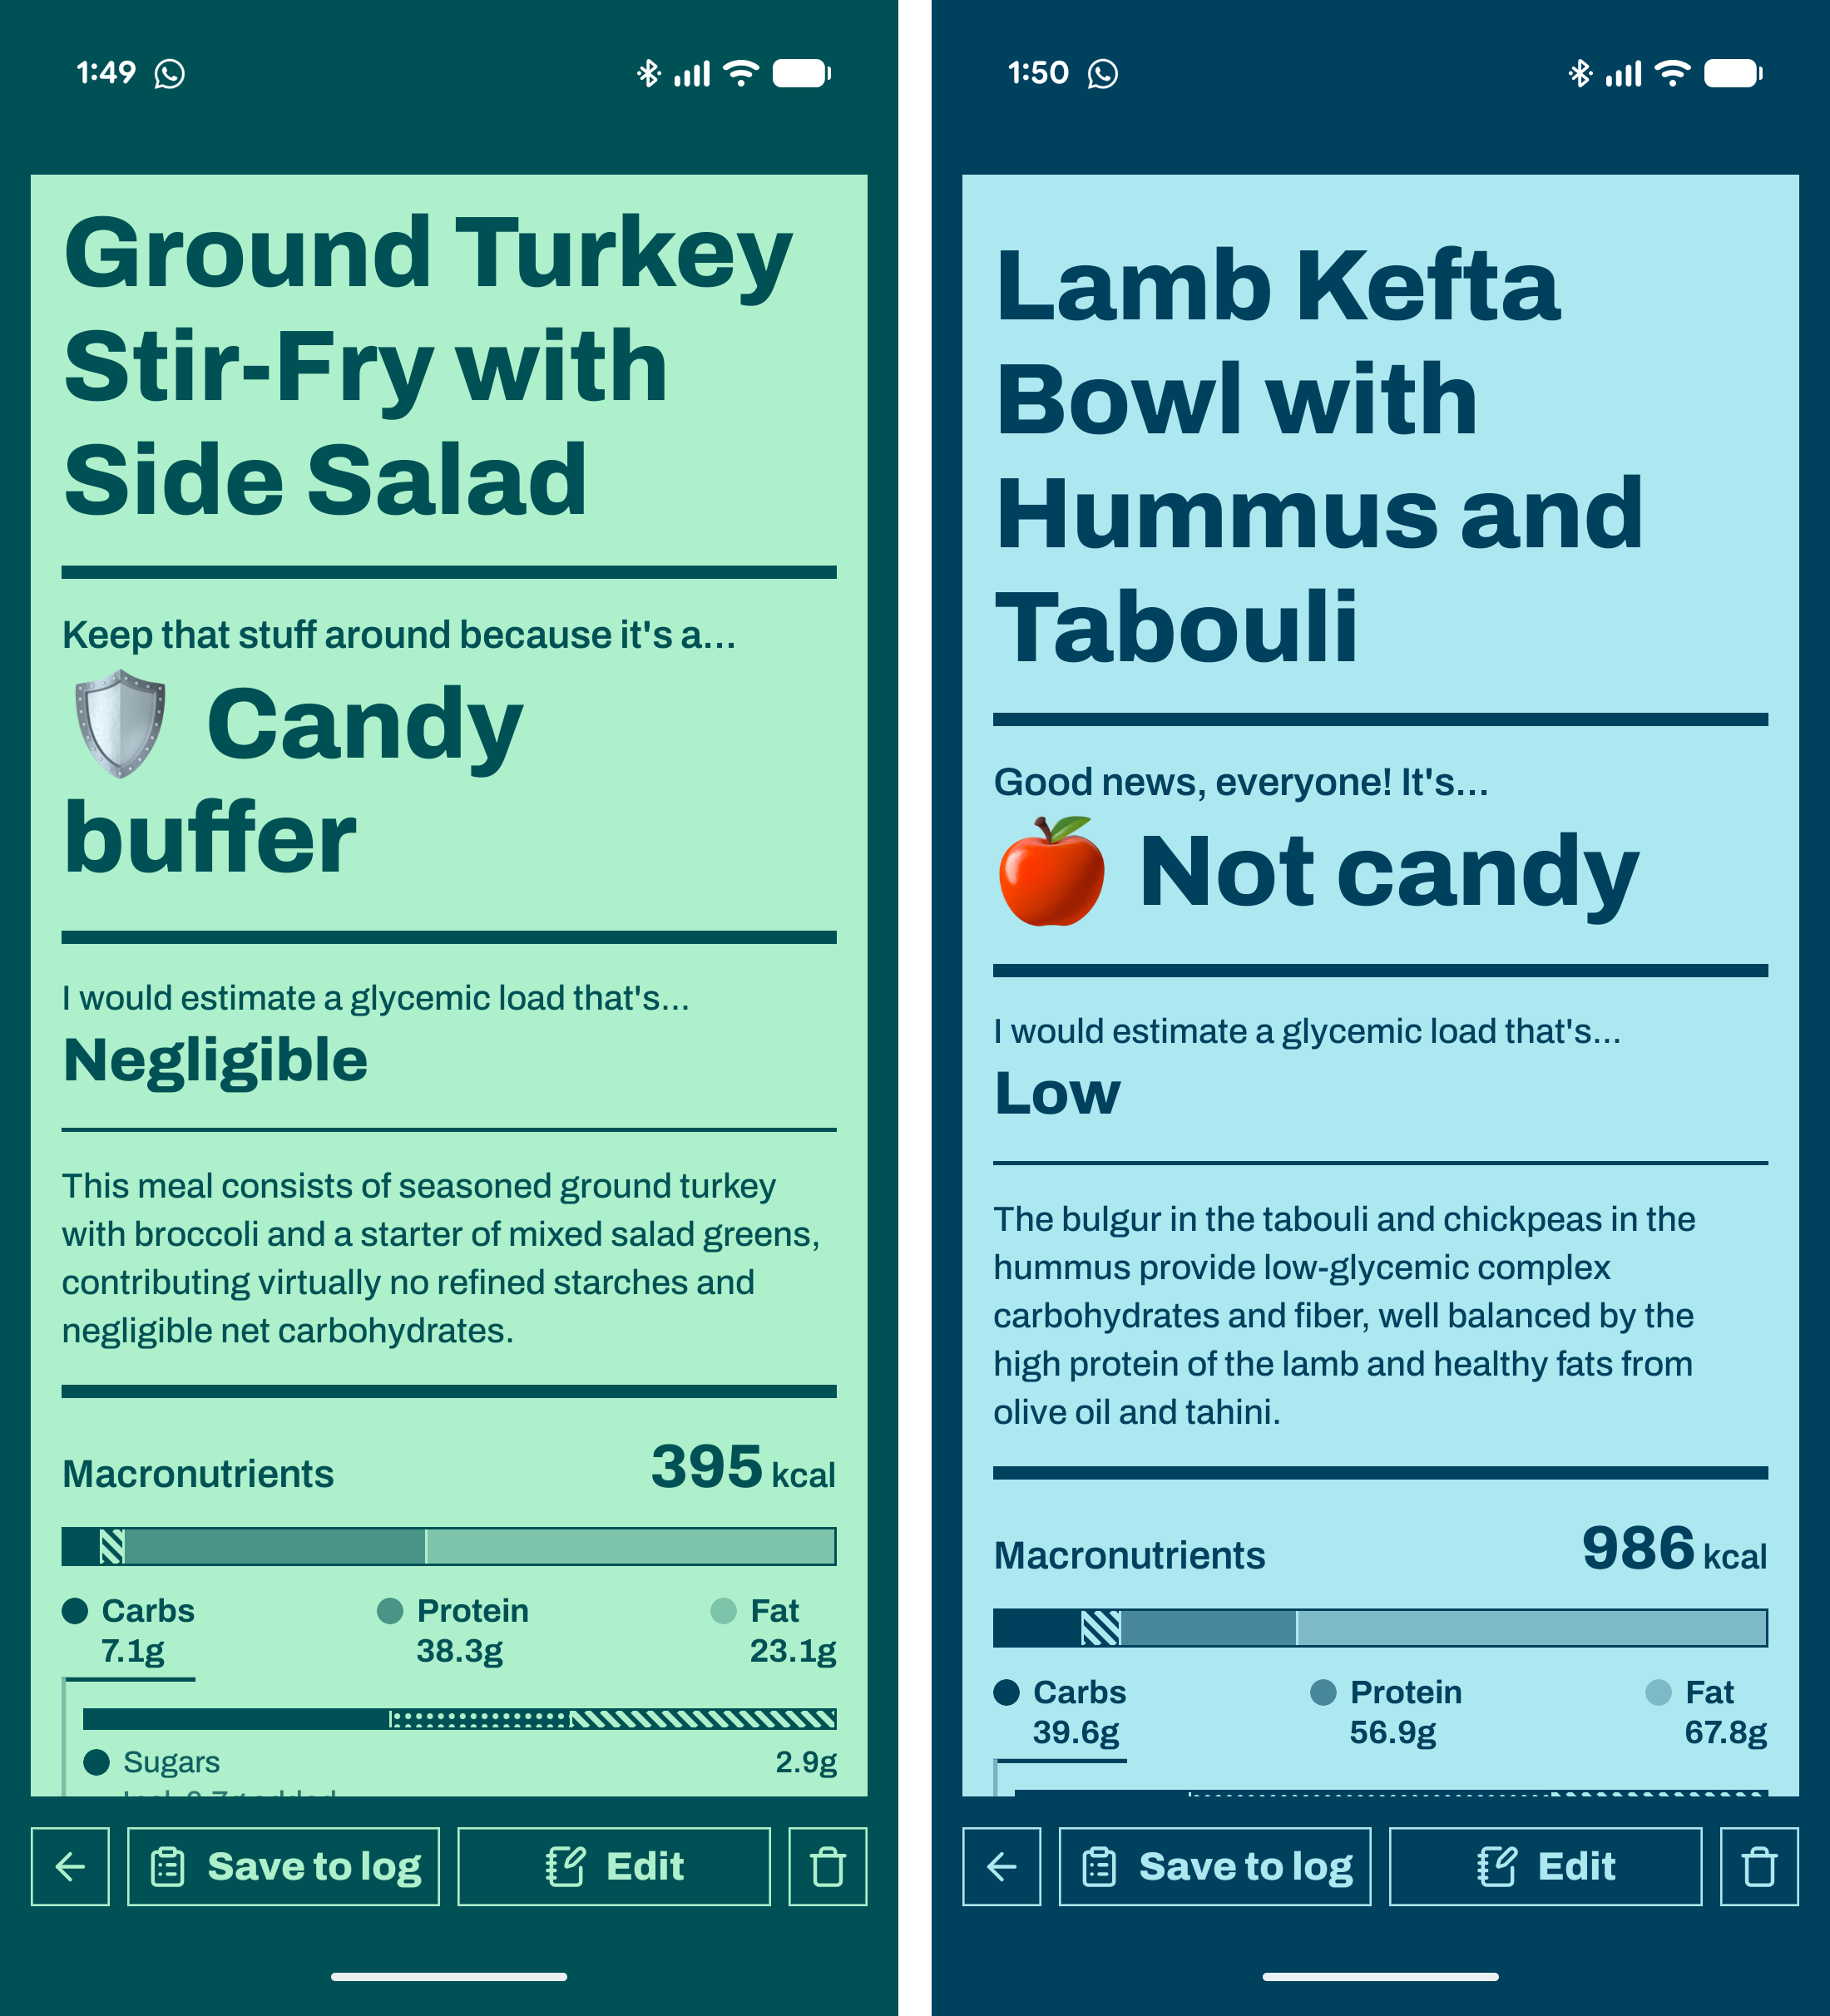 1:49
Ground Turkey
Stir-Fry with
Side Salad
Keep that stuff around because it's a...
Candy
buffer
I would estimate a glycemic load that's...
Negligible
This meal consists of seasoned ground turkey
with broccoli and a starter of mixed salad greens,
contributing virtually no refined starches and
negligible net carbohydrates.
Macronutrients 395 kcal
Carbs Protein Fat
7.1g 38.3g 23.1g
Sugars 2.9g
Save to log Edit
1:50
Lamb Kefta
Bowl with
Hummus and
Tabouli
Good news, everyone! It's...
Not candy
I would estimate a glycemic load that's...
Low
The bulgur in the tabouli and chickpeas in the
hummus provide low-glycemic complex
carbohydrates and fiber, well balanced by the
high protein of the lamb and healthy fats from
olive oil and tahini.
Macronutrients 986 kcal
Carbs Protein Fat
39.6g 56.9g 67.8g
Save to log Edit